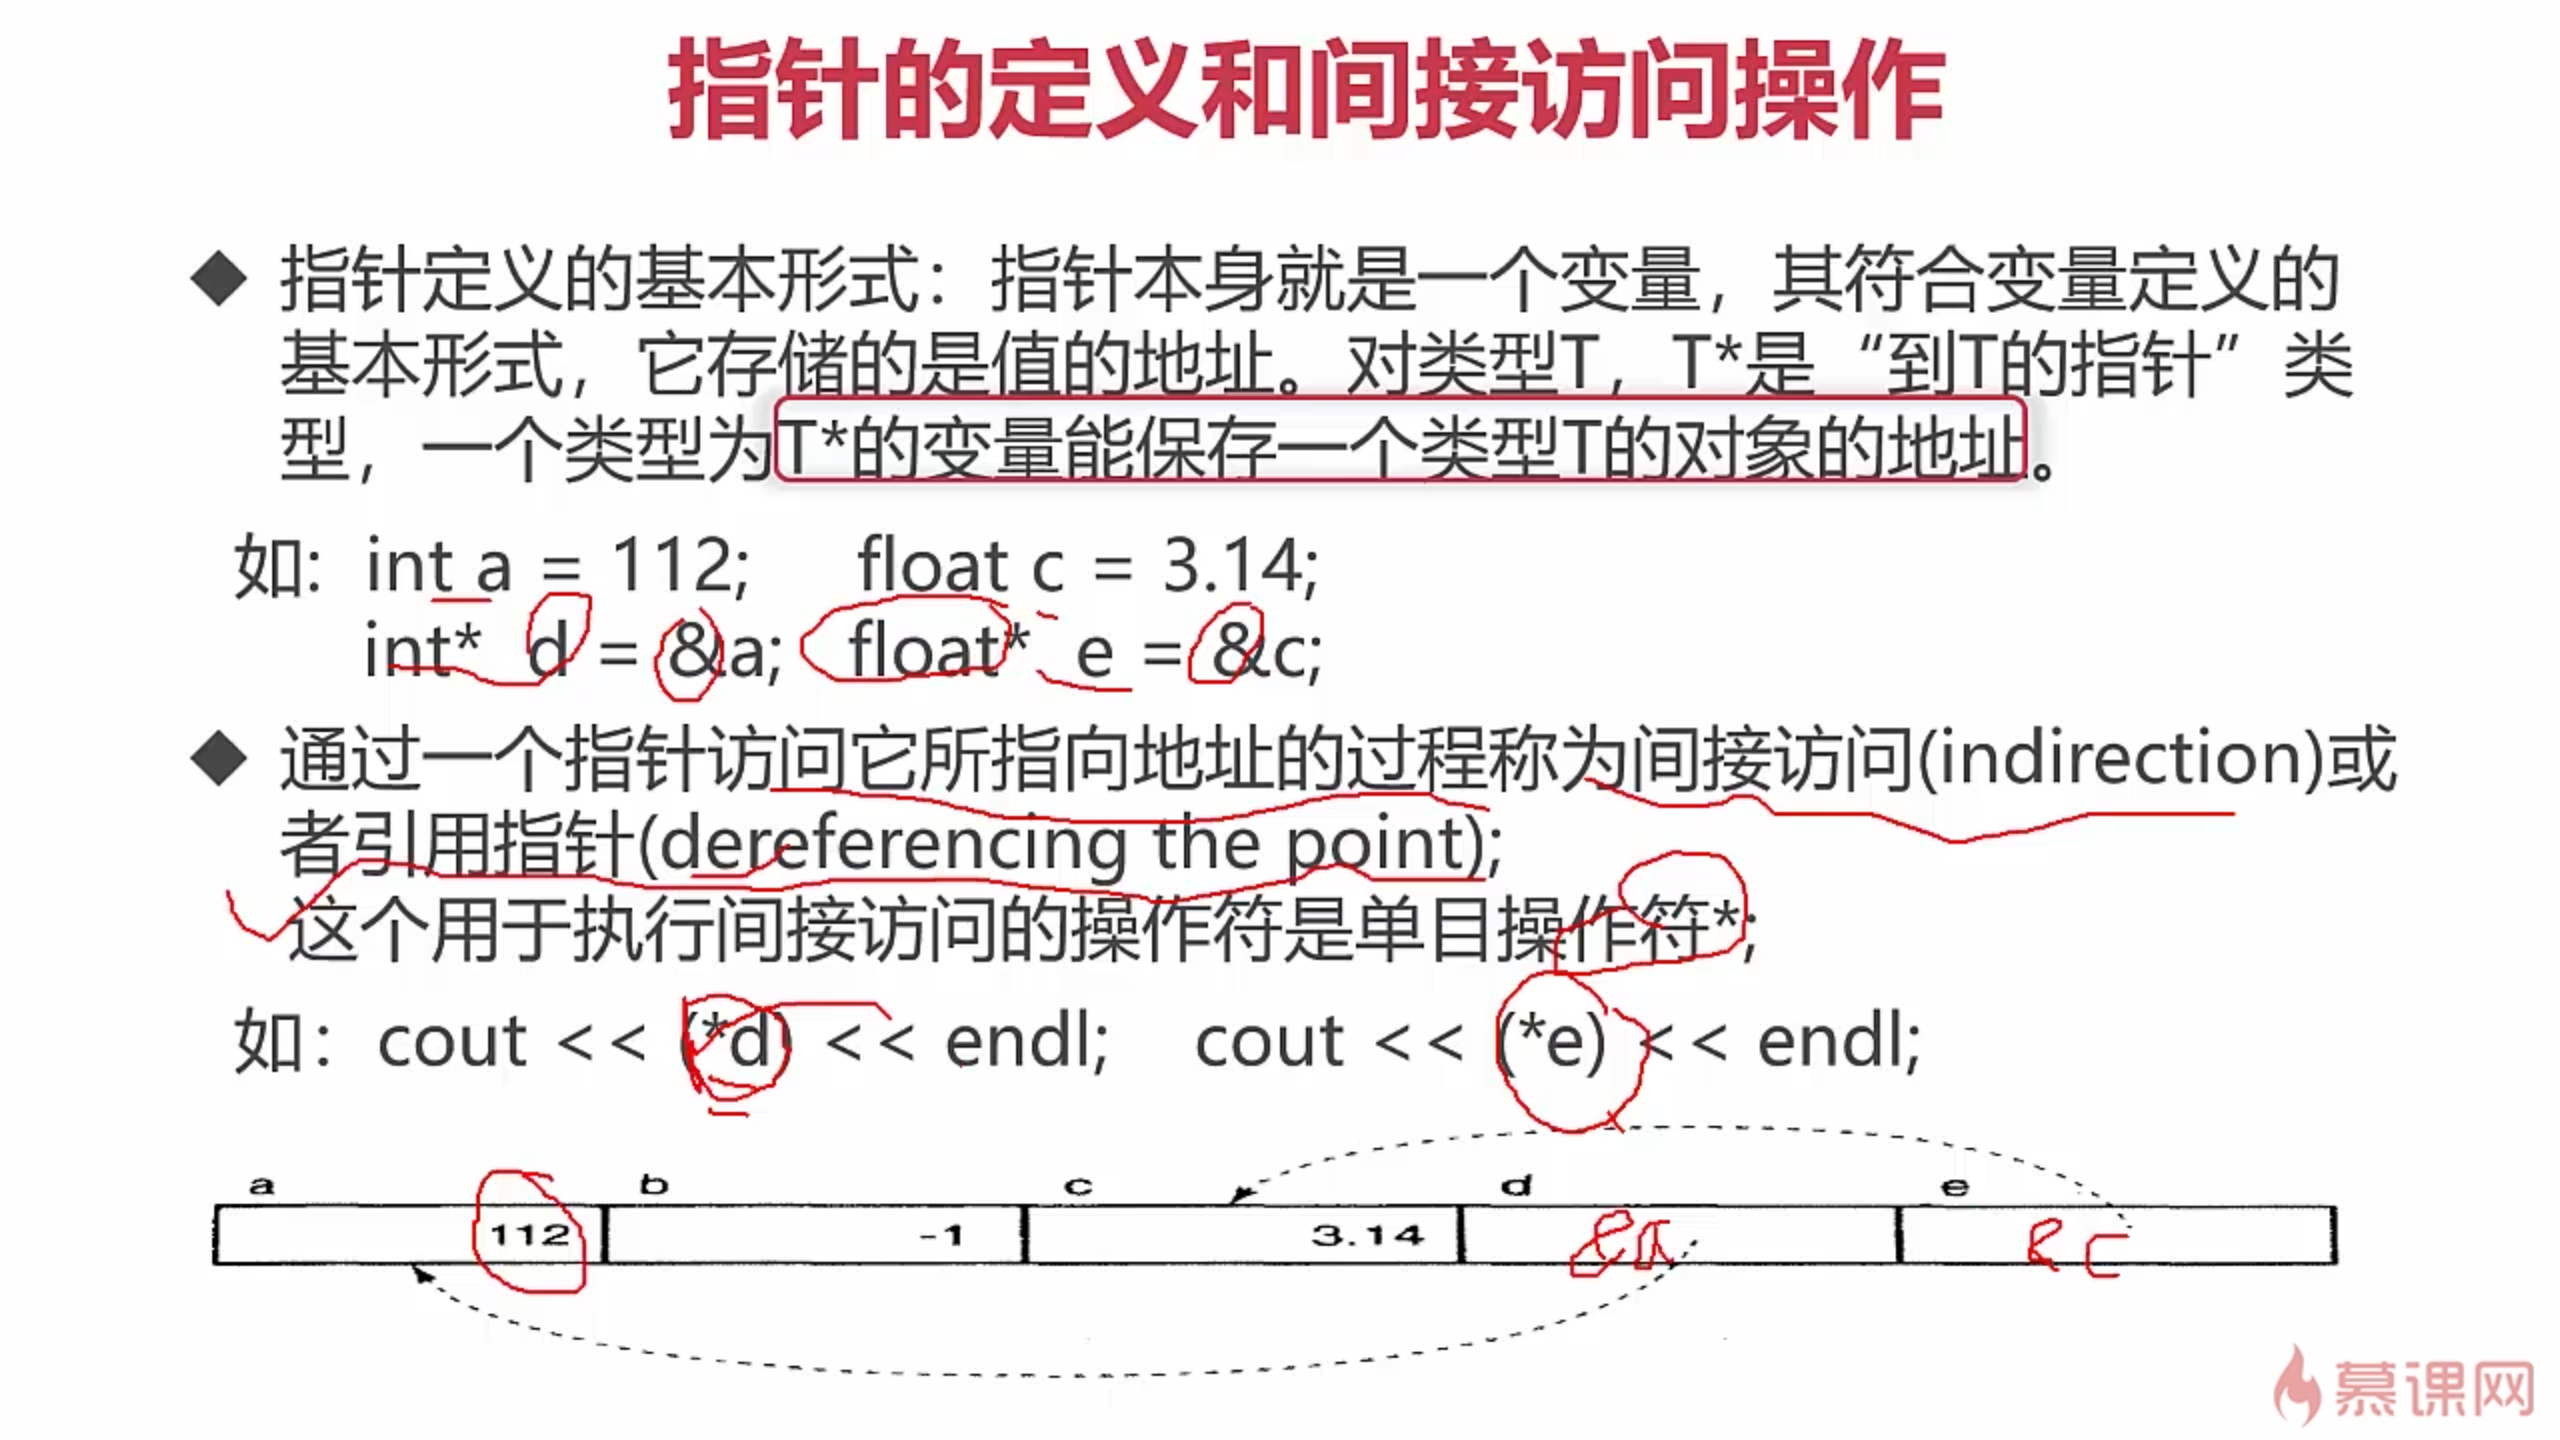 指针的定义和间接访问操作
◆ 指针定义的基本形式：指针本身就是一个变量，其符合变量定义的
基本形式，它存储的是值的地址。对类型T，T*是“到T的指针”类
型，一个类型为T*的变量能保存一个类型T的对象的地址。
如: int a = 112; float c = 3.14;
int* d = &a; float* e = &c;
◆ 通过一个指针访问它所指向地址的过程称为间接访问(indirection)或
者引用指针(dereferencing the point);
这个用于执行间接访问的操作符是单目操作符*;
如：cout << (*d) << endl; cout << (*e) << endl;
a b c d e
112 -1 3.14 &a &c
慕课网